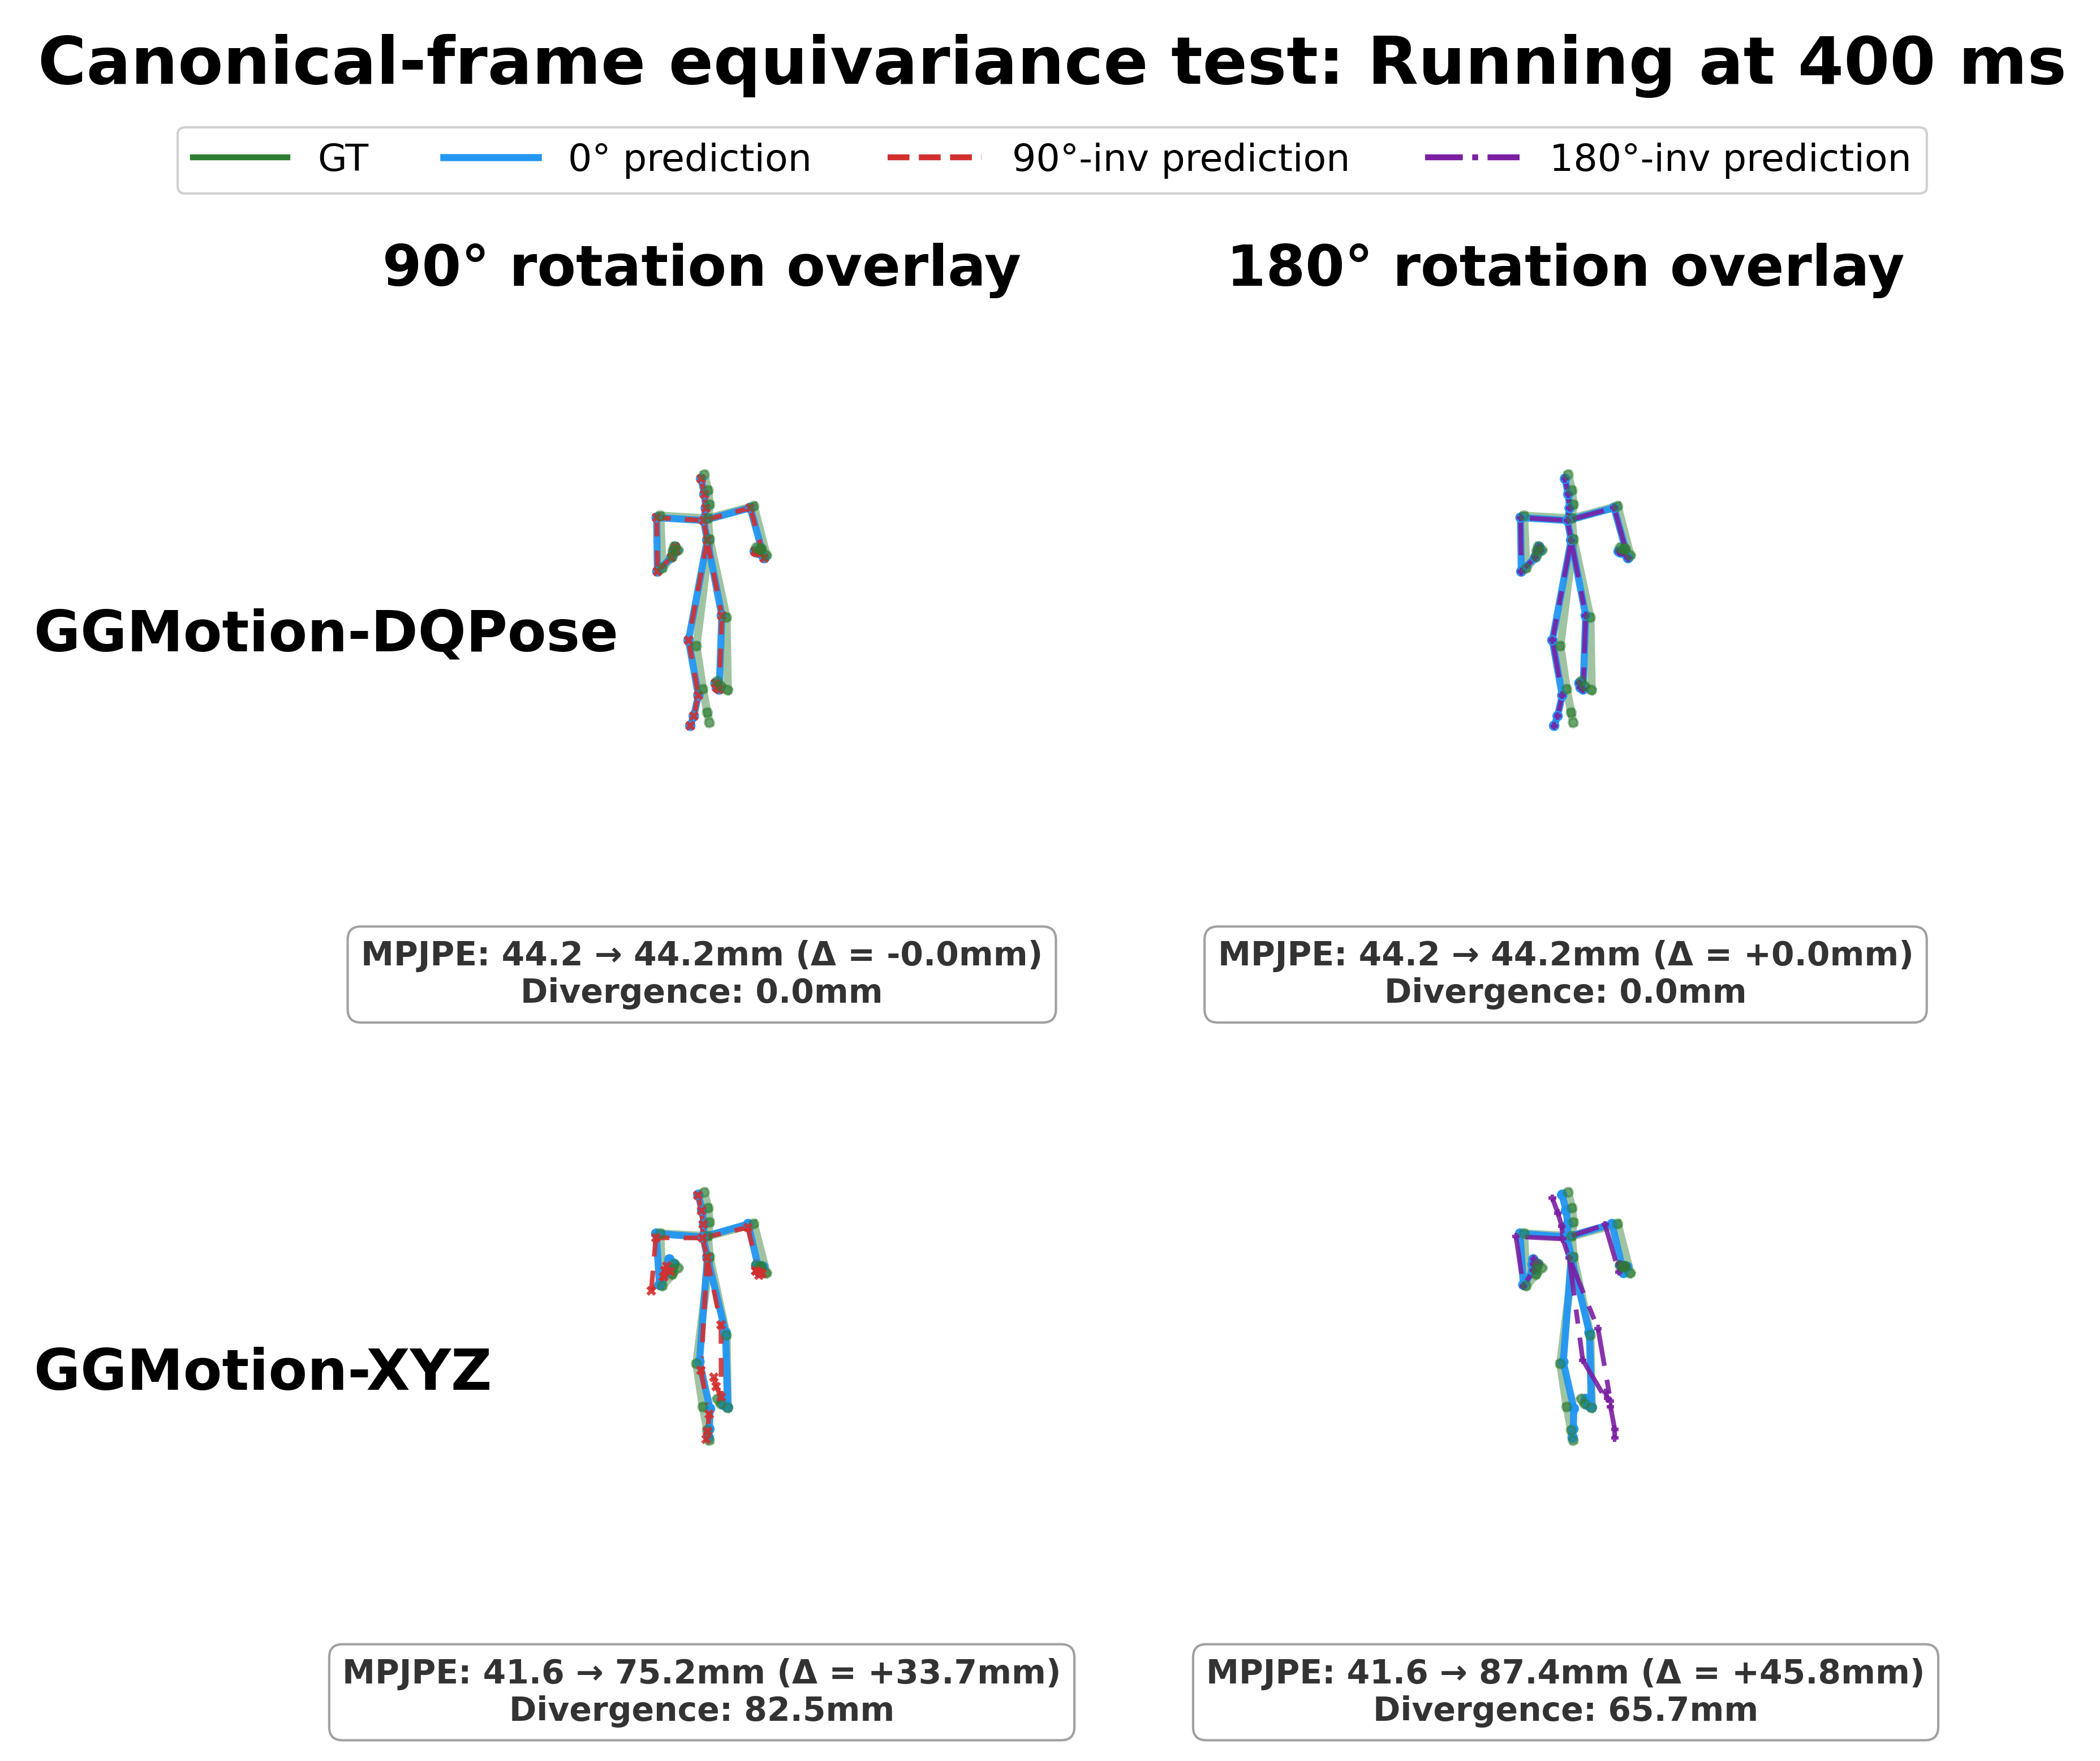 Canonical-frame equivariance test: Running at 400 ms
GT 0° prediction 90°-inv prediction 180°-inv prediction
90° rotation overlay 180° rotation overlay
GGMotion-DQPose
MPJPE: 44.2 → 44.2mm (Δ = -0.0mm)
Divergence: 0.0mm
MPJPE: 44.2 → 44.2mm (Δ = +0.0mm)
Divergence: 0.0mm
GGMotion-XYZ
MPJPE: 41.6 → 75.2mm (Δ = +33.7mm)
Divergence: 82.5mm
MPJPE: 41.6 → 87.4mm (Δ = +45.8mm)
Divergence: 65.7mm